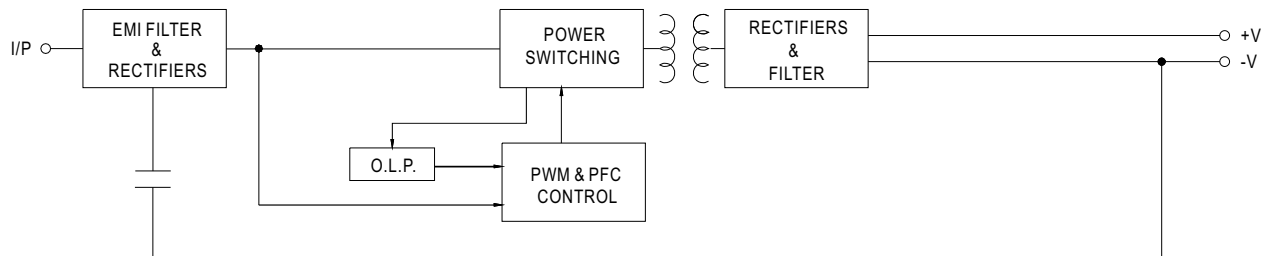 I/P
EMI FILTER
&
RECTIFIERS
POWER
SWITCHING
RECTIFIERS
&
FILTER
+V
-V
O.L.P.
PWM & PFC
CONTROL